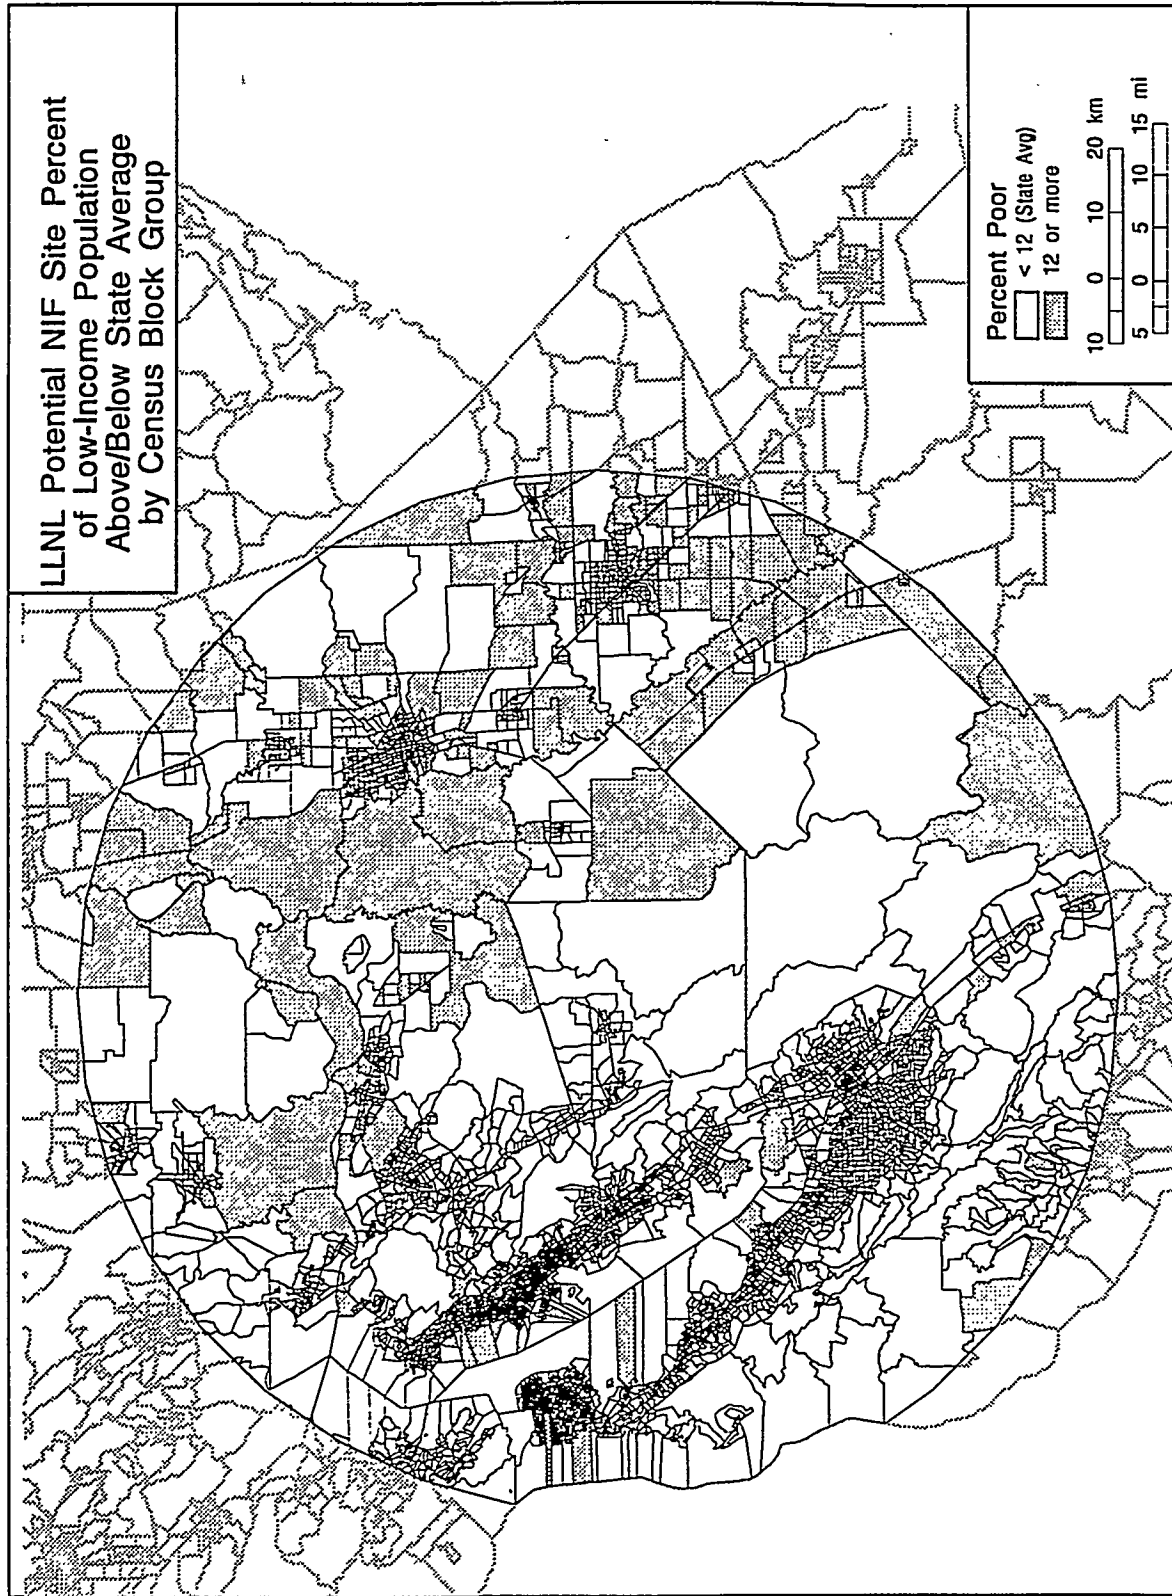 LLNL Potential NIF Site Percent
of Low-Income Population
Above/Below State Average
by Census Block Group
Percent Poor
< 12 (State Avg)
12 or more
10 0 10 20 km
5 0 5 10 15 mi